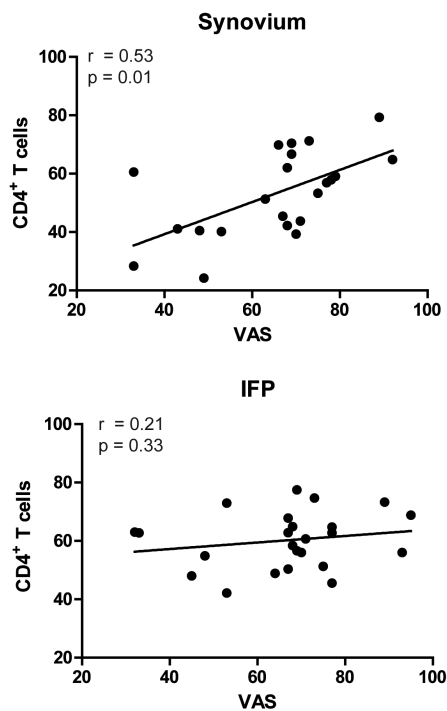 Synovium
r = 0.53
p = 0.01
100
80
60
40
20
CD4+ T cells
0 20 40 60 80 100
VAS
IFP
r = 0.21
p = 0.33
100
80
60
40
20
CD4+ T cells
20 40 60 80 100
VAS